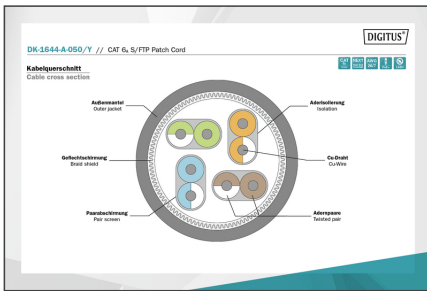 DIGITUS®
DK-1644-A-050/Y // CAT 6A S/FTP Patch Cord
Kabelquerschnitt
Cable cross section
Außenmantel
Outer jacket
Aderisolierung
Isolation
Geflechtschirmung
Braid shield
Cu-Draht
Cu-Wire
Paarabschirmung
Pair screen
Adernpaare
Twisted pair